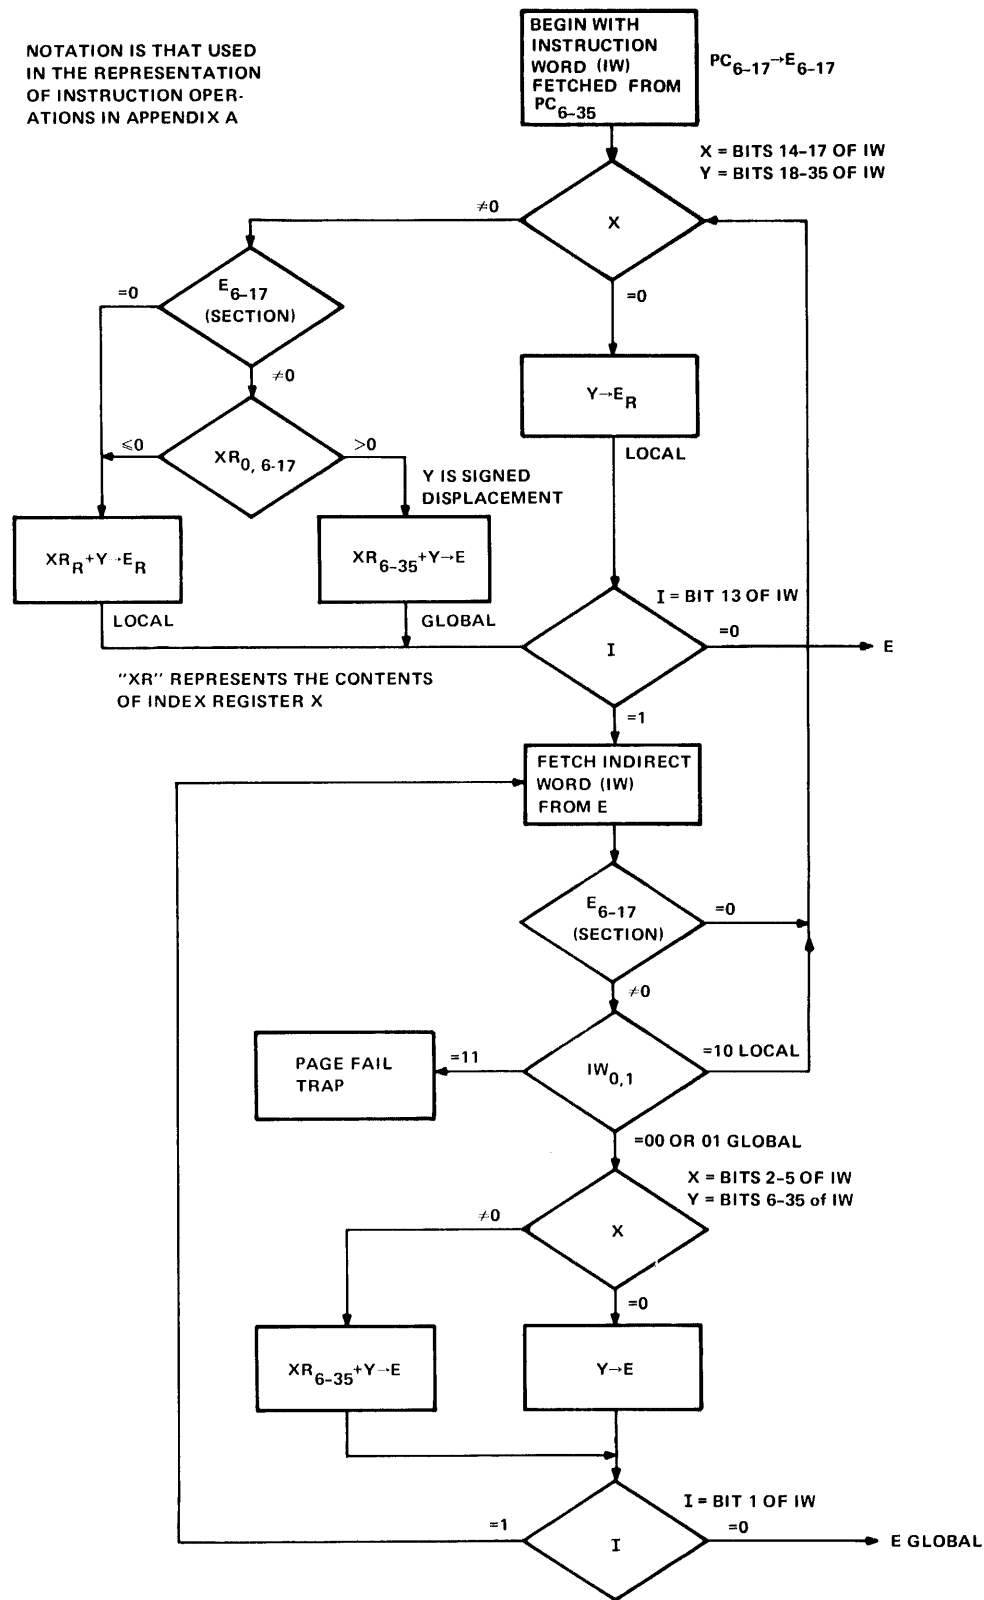 NOTATION IS THAT USED
IN THE REPRESENTATION
OF INSTRUCTION OPER-
ATIONS IN APPENDIX A
BEGIN WITH
INSTRUCTION
WORD (IW)
FETCHED FROM
PC6-35
PC6-17→E6-17
X = BITS 14-17 OF IW
Y = BITS 18-35 OF IW
≠0
X
=0
E6-17
(SECTION)
=0
≠0
Y→ER
LOCAL
≤0
XR0, 6-17
>0
Y IS SIGNED
DISPLACEMENT
XRR+Y→ER
LOCAL
XR6-35+Y→E
GLOBAL
I = BIT 13 OF IW
I
=0
E
=1
"XR" REPRESENTS THE CONTENTS
OF INDEX REGISTER X
FETCH INDIRECT
WORD (IW)
FROM E
E6-17
(SECTION)
=0
≠0
PAGE FAIL
TRAP
=11
IW0,1
=10 LOCAL
=00 OR 01 GLOBAL
X = BITS 2-5 OF IW
Y = BITS 6-35 of IW
≠0
X
=0
XR6-35+Y→E
Y→E
I = BIT 1 OF IW
=1
I
=0
E GLOBAL